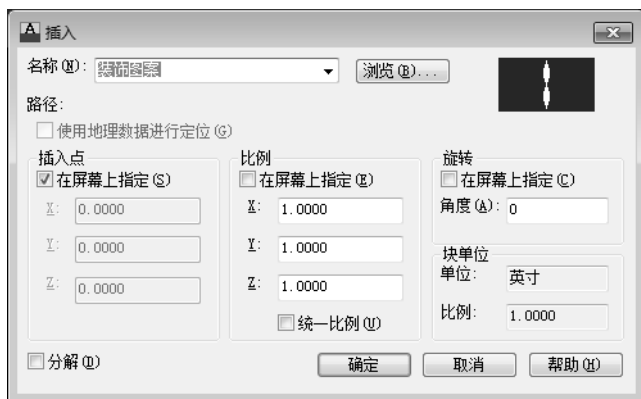 A 插入
名称(N): 装饰图案 浏览(B)...
路径:
使用地理数据进行定位(G)
插入点 比例 旋转
在屏幕上指定(S) 在屏幕上指定(E) 在屏幕上指定(C)
X: 0.0000 X: 1.0000 角度(A): 0
Y: 0.0000 Y: 1.0000 块单位
单位: 英寸
Z: 0.0000 Z: 1.0000
统一比例(U) 比例: 1.0000
分解(D) 确定 取消 帮助(H)